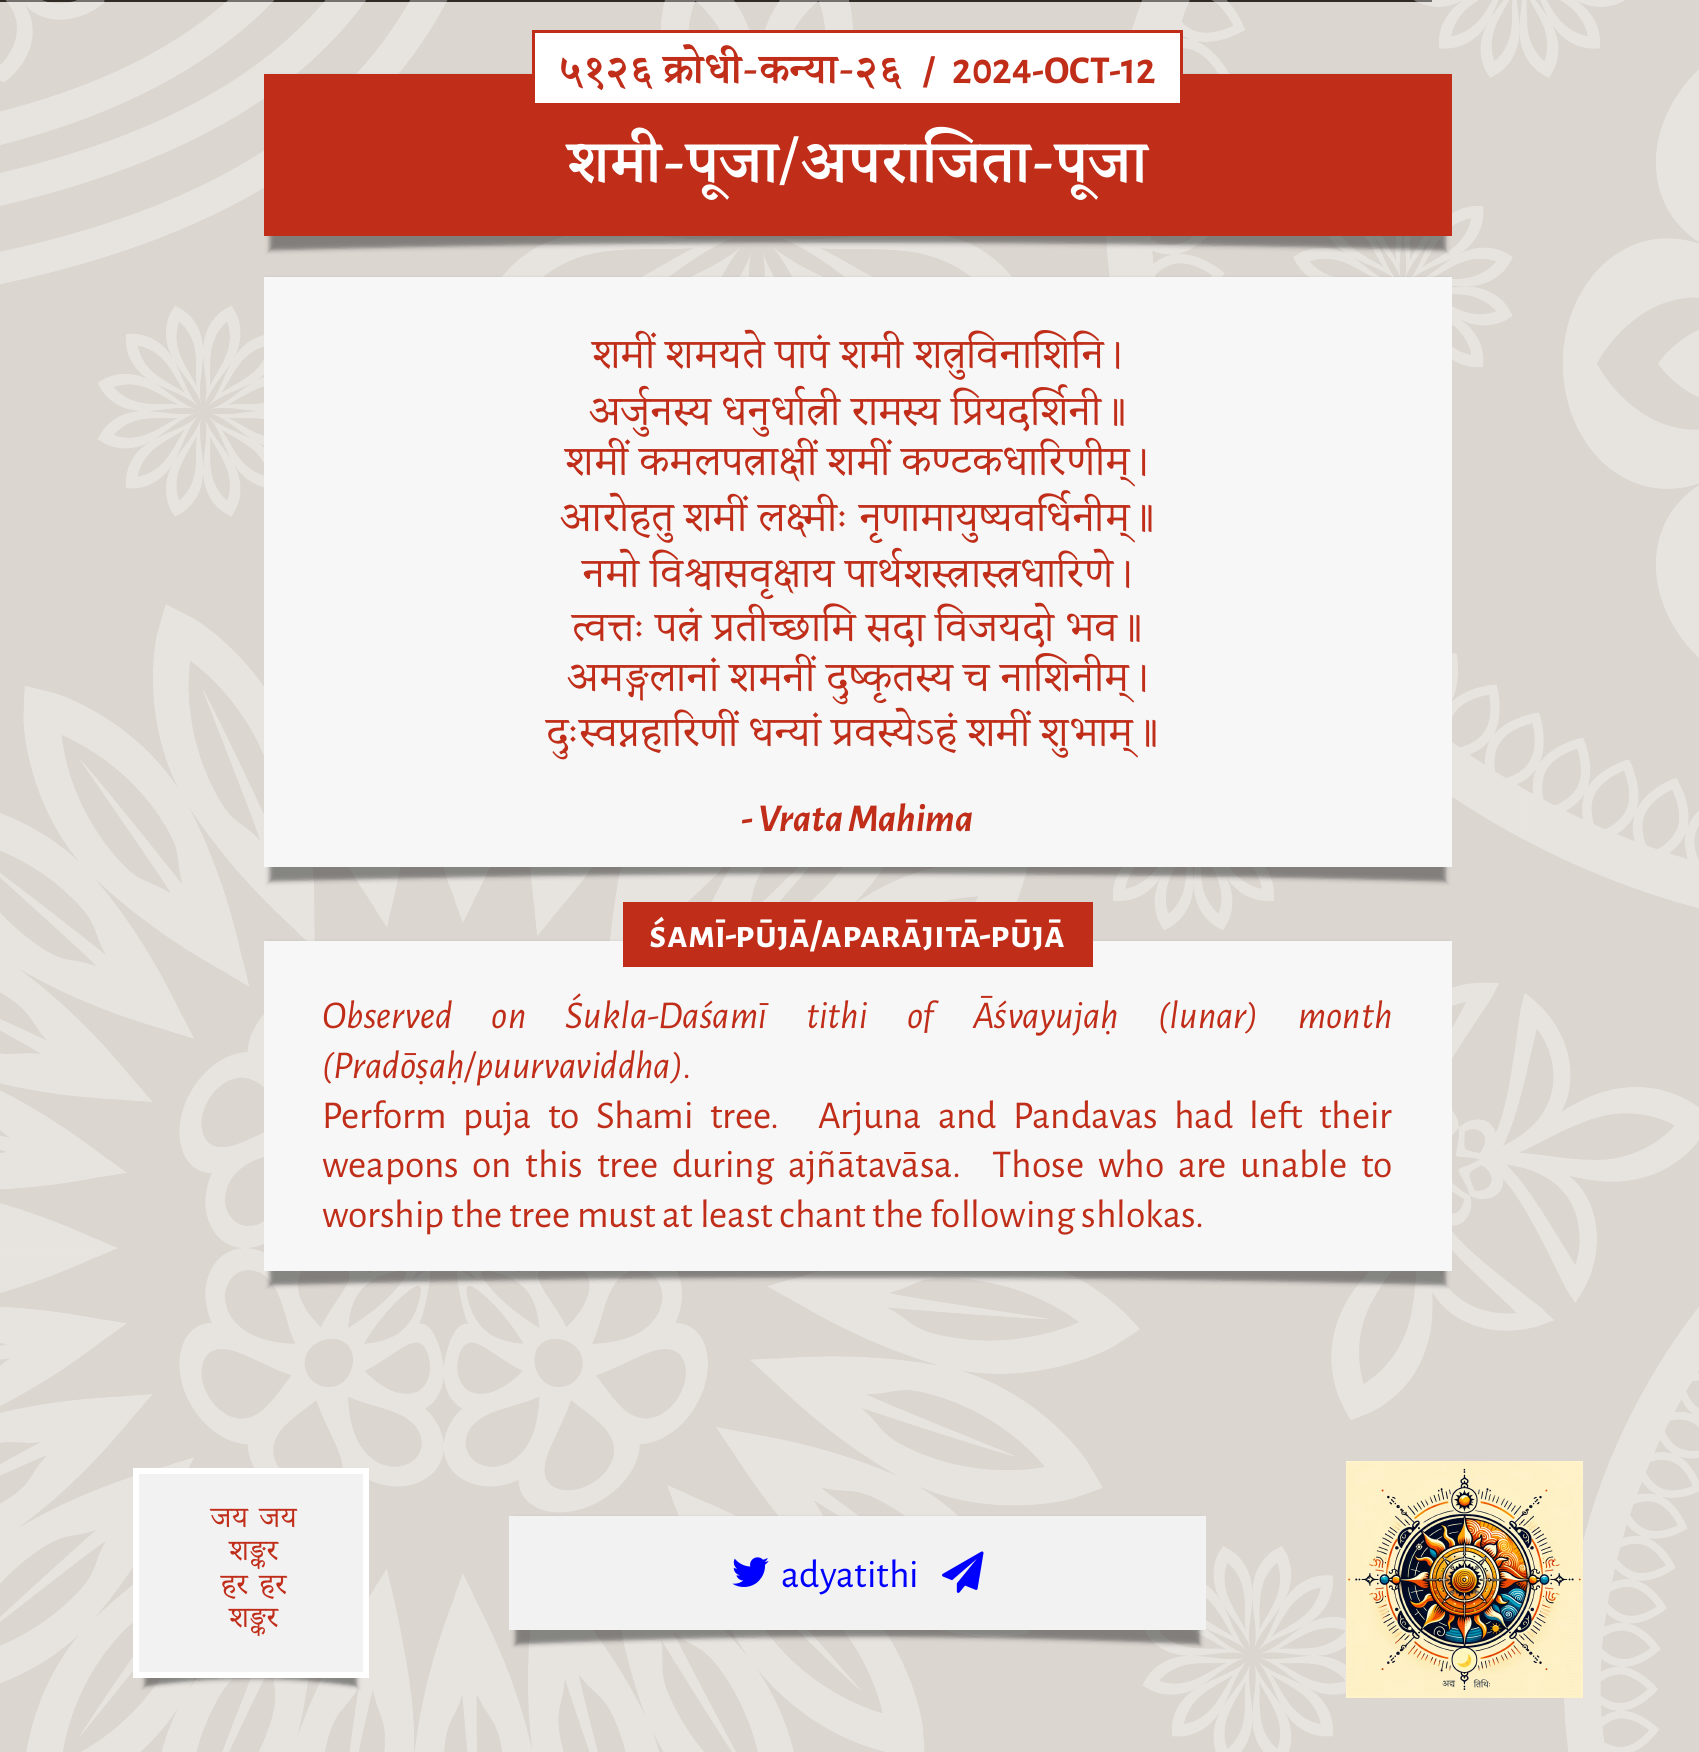 ५१२६ क्रोधी-कन्या-२६ / 2024-OCT-12
शमी-पूजा/अपराजिता-पूजा
शमीं शमयते पापं शमी शत्रुविनाशिनि।
अर्जुनस्य धनुर्धात्री रामस्य प्रियदर्शिनी॥
शमीं कमलपत्राक्षीं शमीं कण्टकधारिणीम्।
आरोहतु शमीं लक्ष्मीः नृणामायुष्यवर्धिनीम्॥
नमो विश्वासवृक्षाय पार्थशस्त्रास्त्रधारिणे।
त्वत्तः पत्रं प्रतीच्छामि सदा विजयदो भव॥
अमङ्गलानां शमनीं दुष्कृतस्य च नाशिनीम्।
दुःस्वप्नहारिणीं धन्यां प्रवस्येऽहं शमीं शुभाम्॥
- Vrata Mahima
ŚAMĪ-PŪJĀ/APARĀJITĀ-PŪJĀ
Observed on Śukla-Daśamī tithi of Āśvayujaḥ (lunar) month
(Pradōṣaḥ/puurvaviddha).
Perform puja to Shami tree. Arjuna and Pandavas had left their
weapons on this tree during ajñātavāsa. Those who are unable to
worship the tree must at least chant the following shlokas.
जय जय
शङ्कर
हर हर
शङ्कर
adyatithi
अद्य तिथिः